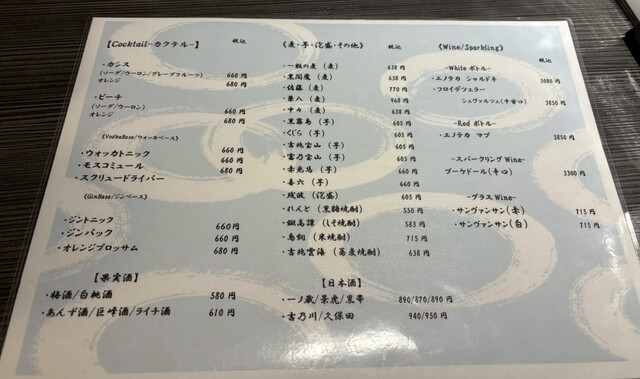 【Cocktail-カクテル-】 税込
・カシス
(ソーダ/ウーロン/グレープフルーツ) 660円
オレンジ 680円
・ピーチ
(ソーダ/ウーロン) 660円
オレンジ 680円
(VodkaBase/ウォッカベース)
・ウォッカトニック 660円
・モスコミュール 660円
・スクリュードライバー 680円
(GinBase/ジンベース)
・ジントニック 660円
・ジンバック 660円
・オレンジブロッサム 680円
【果実酒】
・梅酒/白桃酒 580円
・あんず酒/巨峰酒/ライチ酒 610円
《麦・芋・泡盛・その他》 税込
・一粒の麦(麦) 638円
・黒閻魔(麦) 638円
・佐藤(麦) 770円
・兼八(麦) 968円
・中々(麦) 638円
・黒霧島(芋) 605円
・くじら(芋) 605円
・吉兆宝山(芋) 605円
・富乃宝山(芋) 605円
・赤兎馬(芋) 660円
・喜六(芋) 660円
・残波(泡盛) 605円
・れんと(黒糖焼酎) 550円
・鍛高譚(しそ焼酎) 583円
・鳥飼(米焼酎) 715円
・吉兆雲海(蕎麦焼酎) 638円
【日本酒】
・一ノ蔵/景虎/黒帯 890/870/890円
・吉乃川/久保田 940/950円
《Wine/Sparkling》 税込
-White ボトル-
・エノテカ シャルドネ 3080円
・フロイデツェラー
シュヴァルツェ(中甘口) 3850円
-Red ボトル-
・エノテカ マプ 3850円
-スパークリング Wine-
ブーケドール(辛口) 3300円
-グラス Wine-
・サンヴァンサン(赤) 715円
・サンヴァンサン(白) 715円